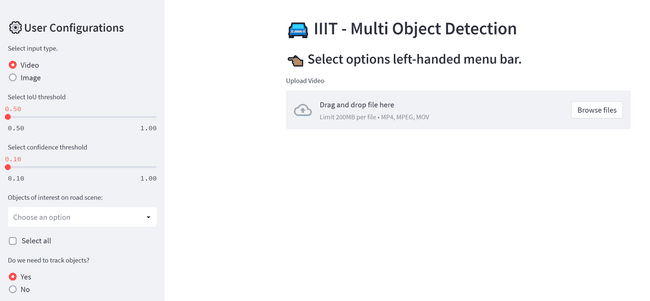 User Configurations
Select input type.
Video
Image
Select IoU threshold
0.50
0.50 1.00
Select confidence threshold
0.10
0.10 1.00
Objects of interest on road scene:
Choose an option
Select all
Do we need to track objects?
Yes
No
IIIT - Multi Object Detection
Select options left-handed menu bar.
Upload Video
Drag and drop file here
Limit 200MB per file • MP4, MPEG, MOV
Browse files